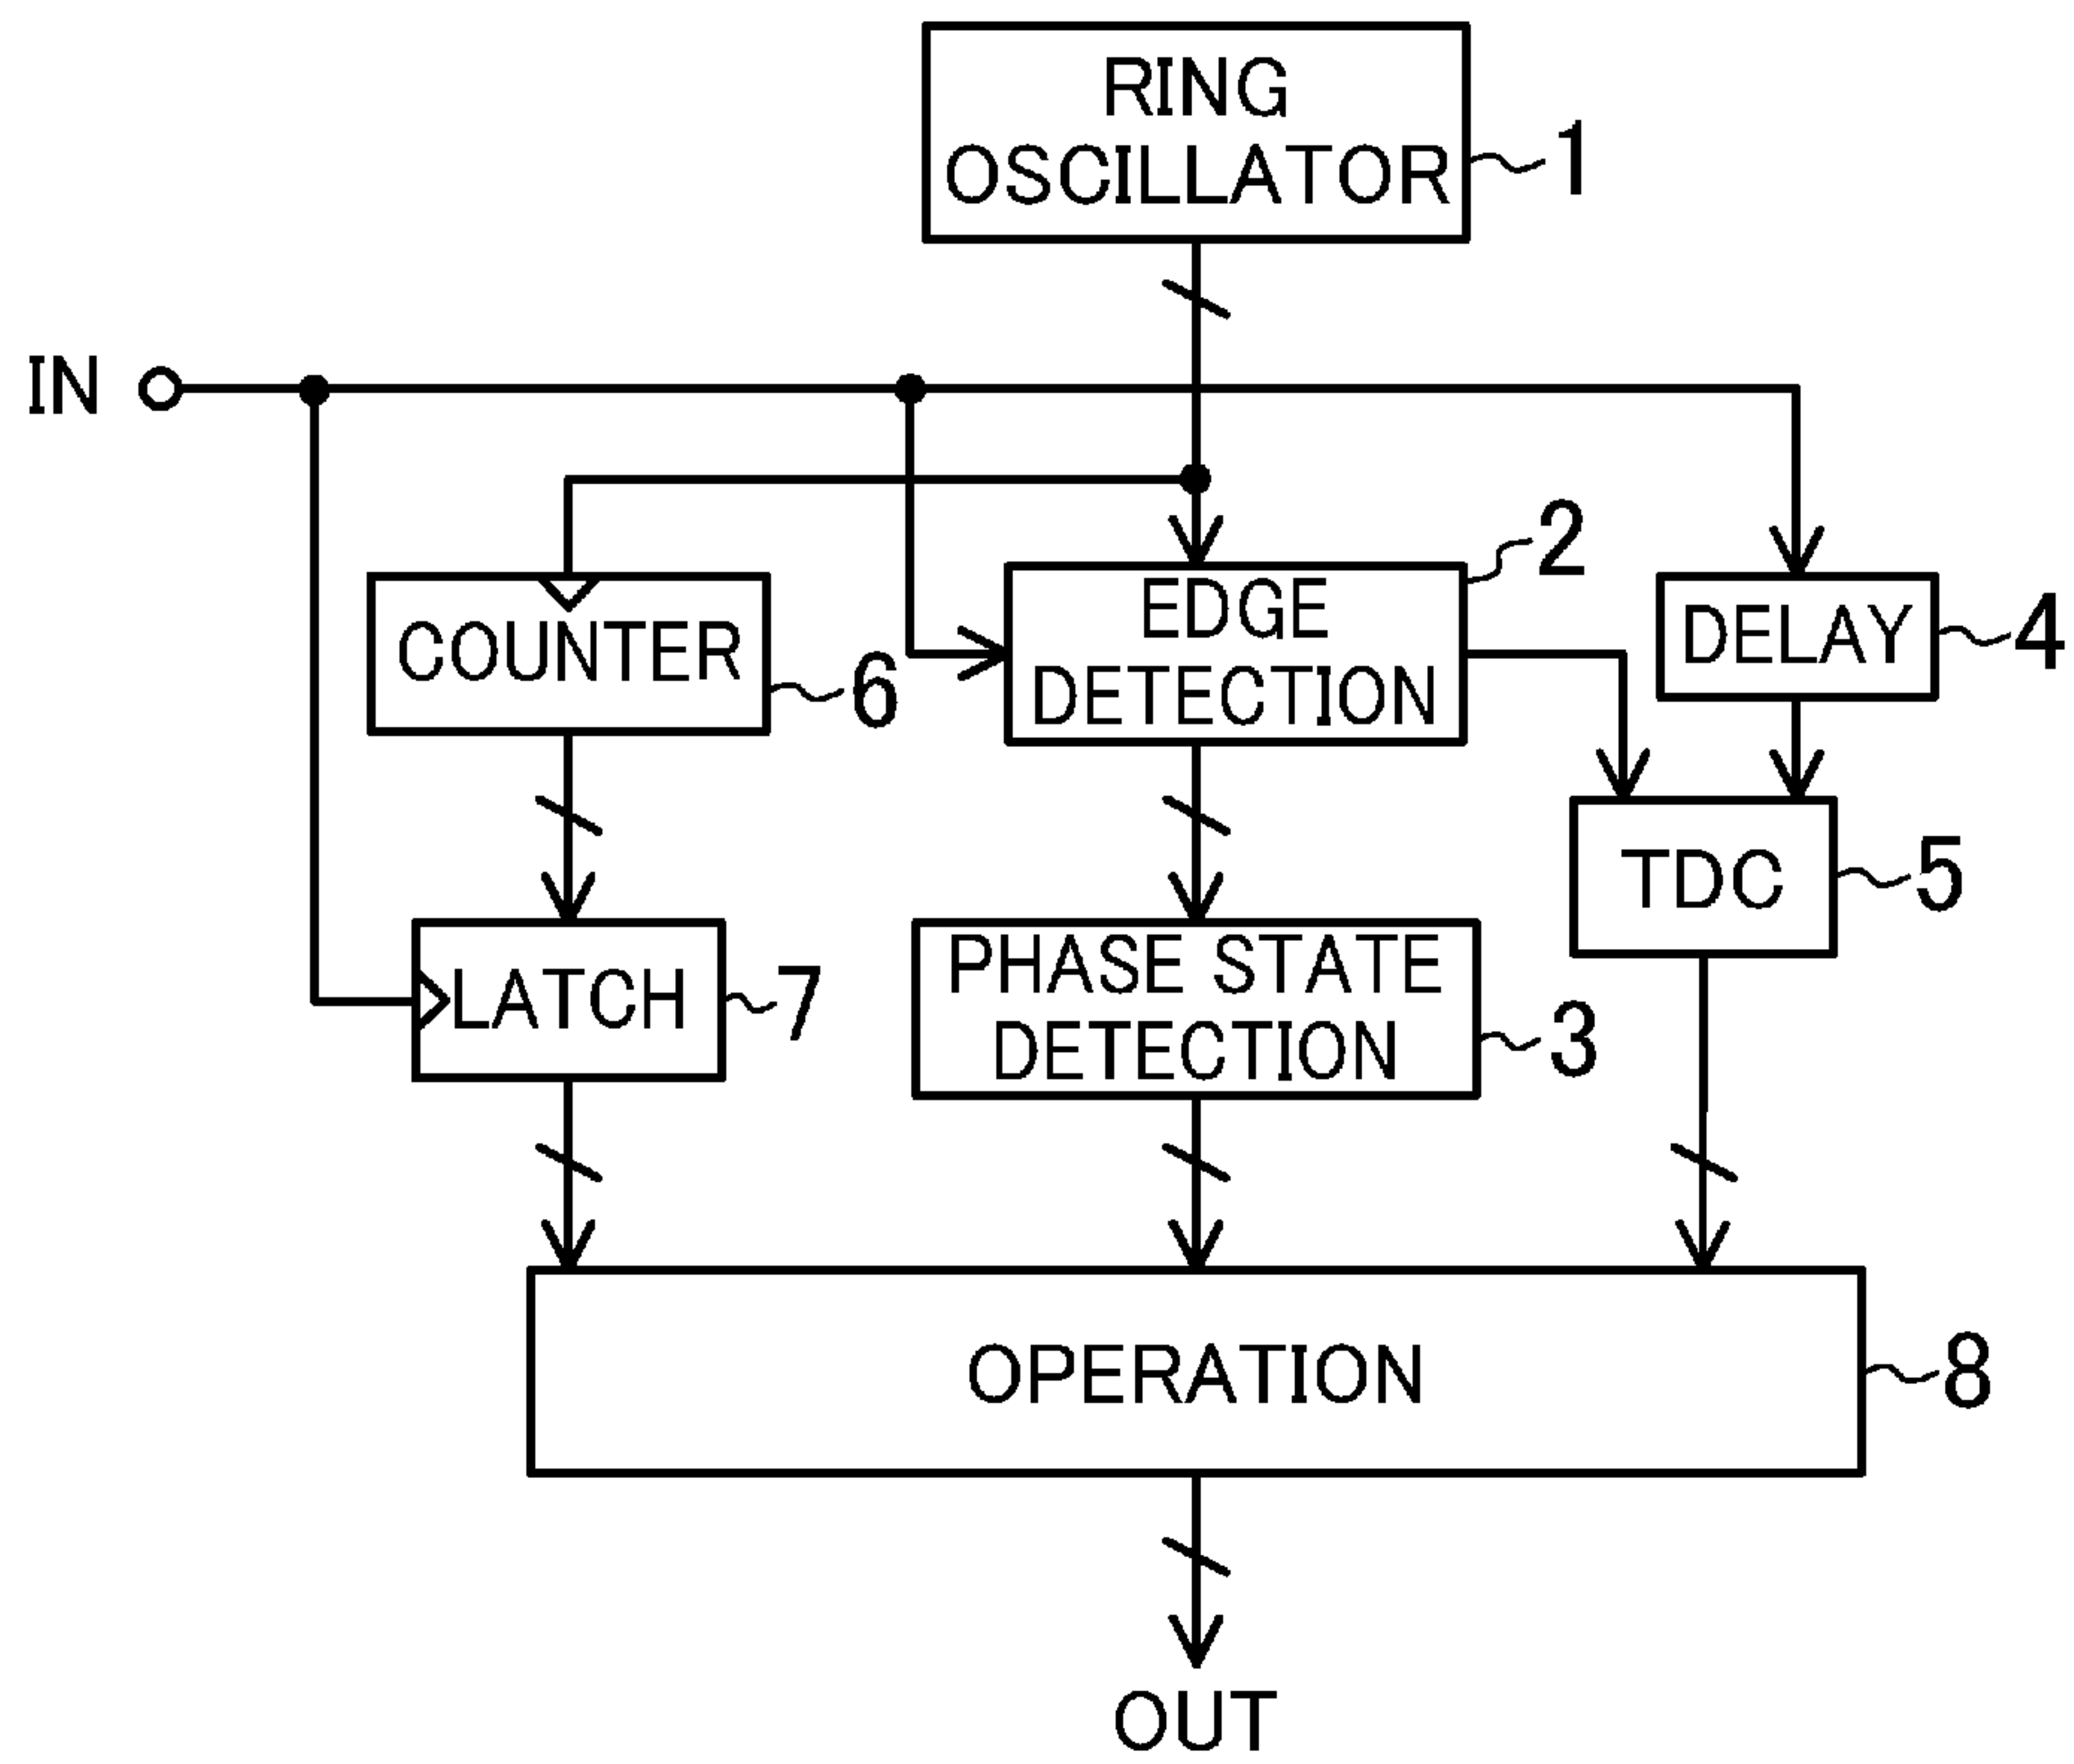 RING
OSCILLATOR
1
IN
2
EDGE
DETECTION
DELAY
4
COUNTER
6
TDC
5
LATCH
7
PHASE STATE
DETECTION
3
OPERATION
8
OUT